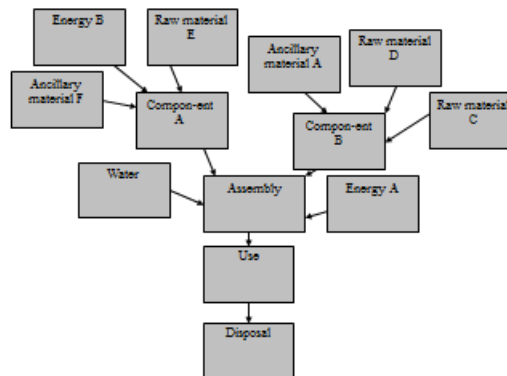 Energy B
Raw material
E
Ancillary
material A
Raw material
D
Ancillary
material F
Compon-ent
A
Compon-ent
B
Raw material
C
Water
Assembly
Energy A
Use
Disposal